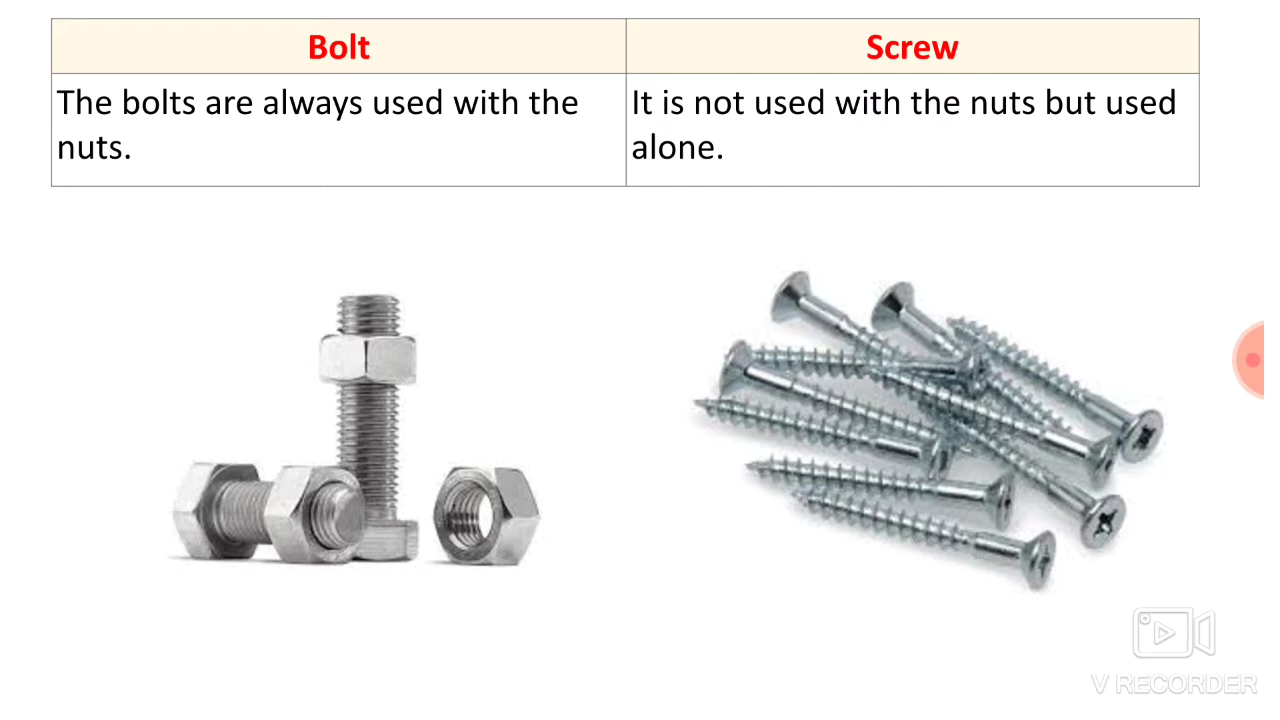 Bolt
Screw
The bolts are always used with the
nuts.
It is not used with the nuts but used
alone.
V RECORDER